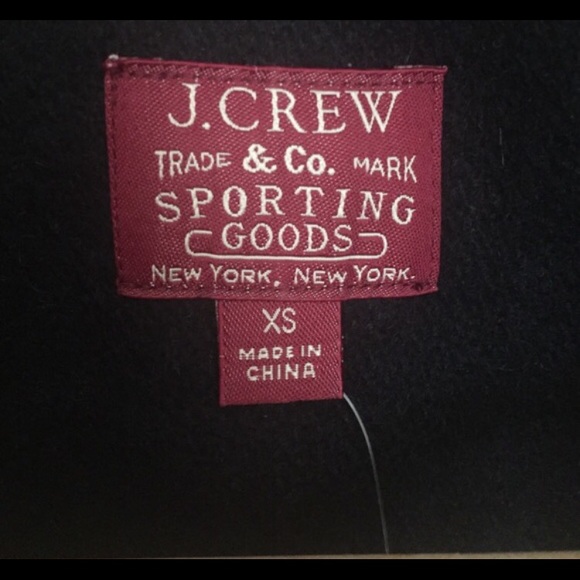 J.CREW
TRADE & Co. MARK
SPORTING
GOODS
NEW YORK, NEW YORK.
XS
MADE IN
CHINA